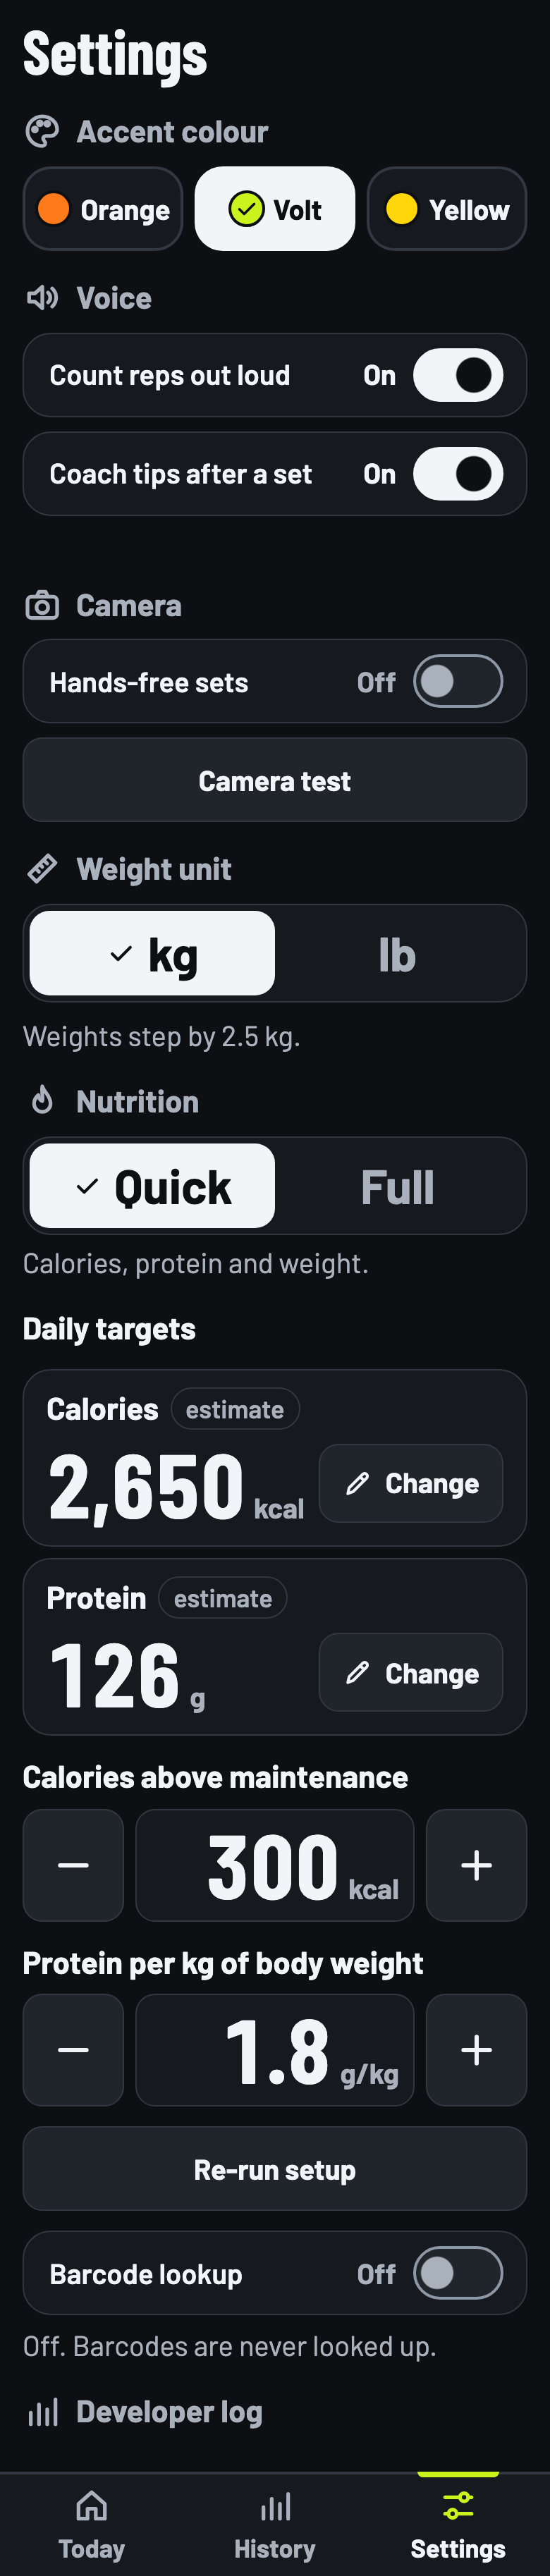 Settings
Accent colour
Orange
Volt
Yellow
Voice
Count reps out loud On
Coach tips after a set On
Camera
Hands-free sets Off
Camera test
Weight unit
kg
lb
Weights step by 2.5 kg.
Nutrition
Quick
Full
Calories, protein and weight.
Daily targets
Calories estimate
2,650 kcal
Change
Protein estimate
126 g
Change
Calories above maintenance
300 kcal
Protein per kg of body weight
1.8 g/kg
Re-run setup
Barcode lookup Off
Off. Barcodes are never looked up.
Developer log
Today
History
Settings